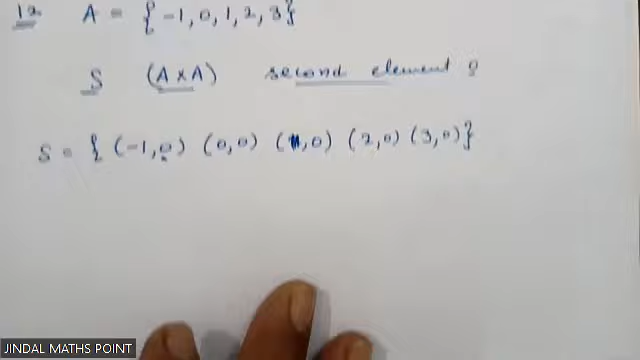 12 A = {-1, 0, 1, 2, 3}
S (A×A) second element 0
S = { (-1,0) (0,0) (1,0) (2,0) (3,0)}
JINDAL MATHS POINT